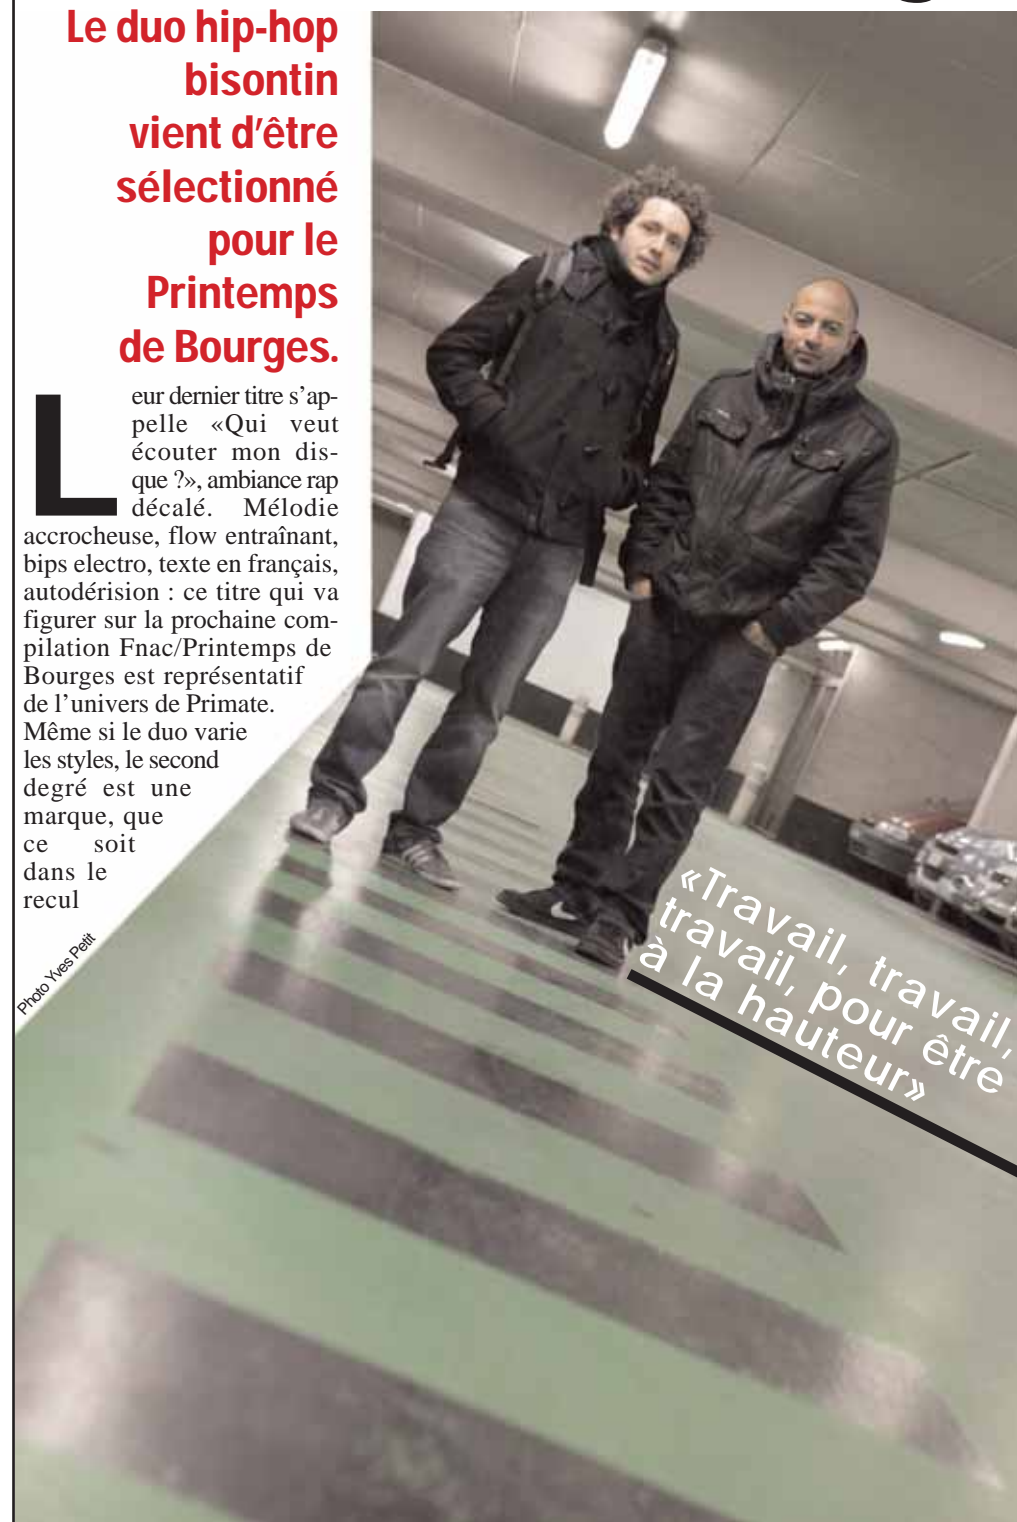 Le duo hip-hop
bisontin
vient d'être
sélectionné
pour le
Printemps
de Bourges.
Leur dernier titre s'ap-
pelle «Qui veut
écouter mon dis-
que ?», ambiance rap
décalé. Mélodie
accrocheuse, flow entraînant,
bips electro, texte en français,
autodérision : ce titre qui va
figurer sur la prochaine com-
pilation Fnac/Printemps de
Bourges est représentatif
de l'univers de Primate.
Même si le duo varie
les styles, le second
degré est une
marque, que
ce soit
dans le
recul
Photo Yves Petit
«Travail, travail,
travail, pour être
à la hauteur»